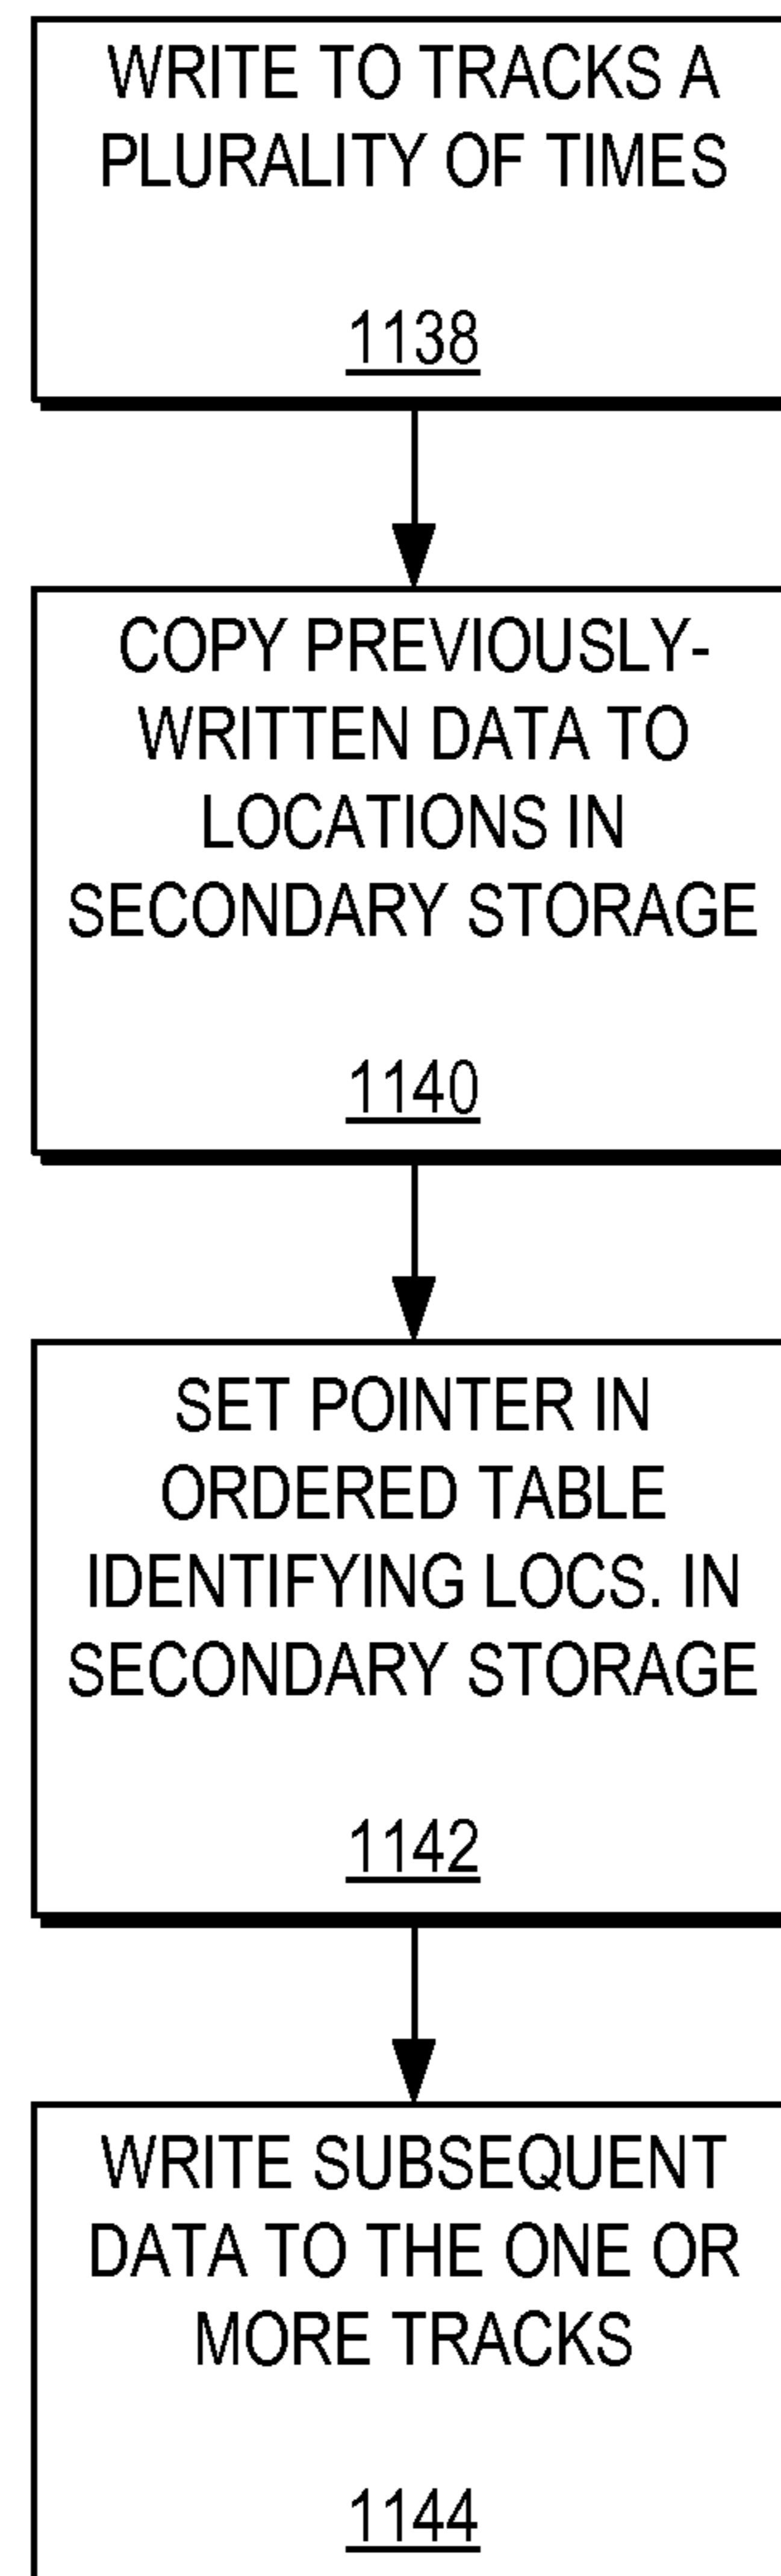 WRITE TO TRACKS A
PLURALITY OF TIMES
1138
COPY PREVIOUSLY-
WRITTEN DATA TO
LOCATIONS IN
SECONDARY STORAGE
1140
SET POINTER IN
ORDERED TABLE
IDENTIFYING LOCS. IN
SECONDARY STORAGE
1142
WRITE SUBSEQUENT
DATA TO THE ONE OR
MORE TRACKS
1144